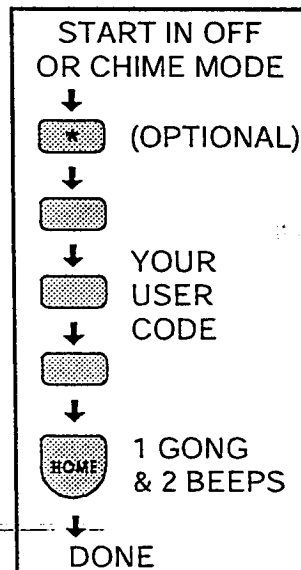 START IN OFF
OR CHIME MODE
* (OPTIONAL)
YOUR
USER
CODE
HOME 1 GONG
& 2 BEEPS
DONE